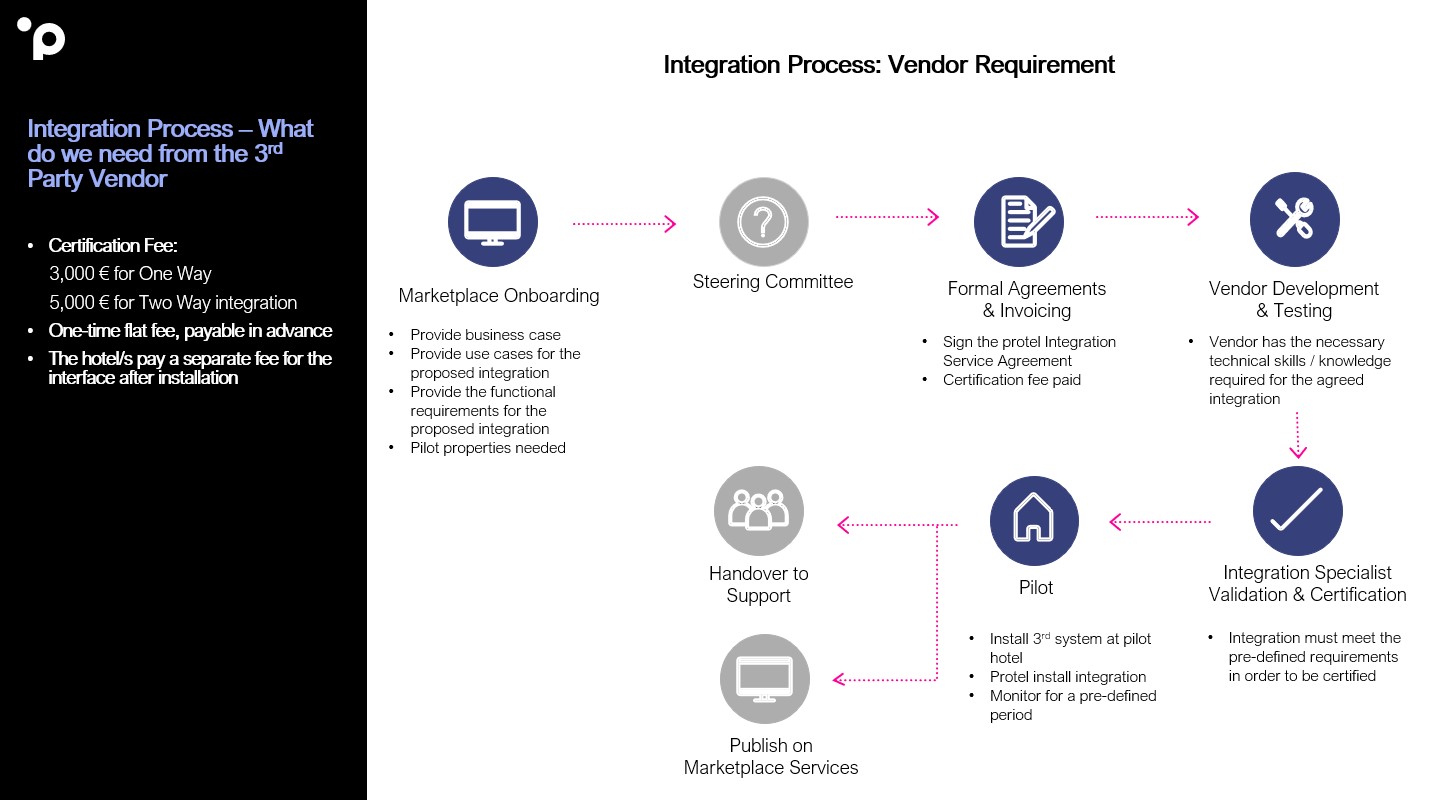 Integration Process – What
do we need from the 3rd
Party Vendor
• Certification Fee:
3,000 € for One Way
5,000 € for Two Way integration
• One-time flat fee, payable in advance
• The hotel/s pay a separate fee for the
interface after installation
Integration Process: Vendor Requirement
Marketplace Onboarding
• Provide business case
• Provide use cases for the
proposed integration
• Provide the functional
requirements for the
proposed integration
• Pilot properties needed
Steering Committee
Formal Agreements
& Invoicing
• Sign the protel Integration
Service Agreement
• Certification fee paid
Vendor Development
& Testing
• Vendor has the necessary
technical skills / knowledge
required for the agreed
integration
Integration Specialist
Validation & Certification
• Integration must meet the
pre-defined requirements
in order to be certified
Pilot
• Install 3rd system at pilot
hotel
• Protel install integration
• Monitor for a pre-defined
period
Handover to
Support
Publish on
Marketplace Services